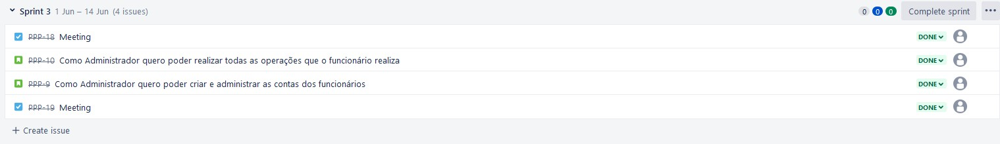 Sprint 3 1 Jun – 14 Jun (4 issues) 0 0 0 Complete sprint
PPP-18 Meeting DONE
PPP-10 Como Administrador quero poder realizar todas as operações que o funcionário realiza DONE
PPP-9 Como Administrador quero poder criar e administrar as contas dos funcionários DONE
PPP-19 Meeting DONE
+ Create issue